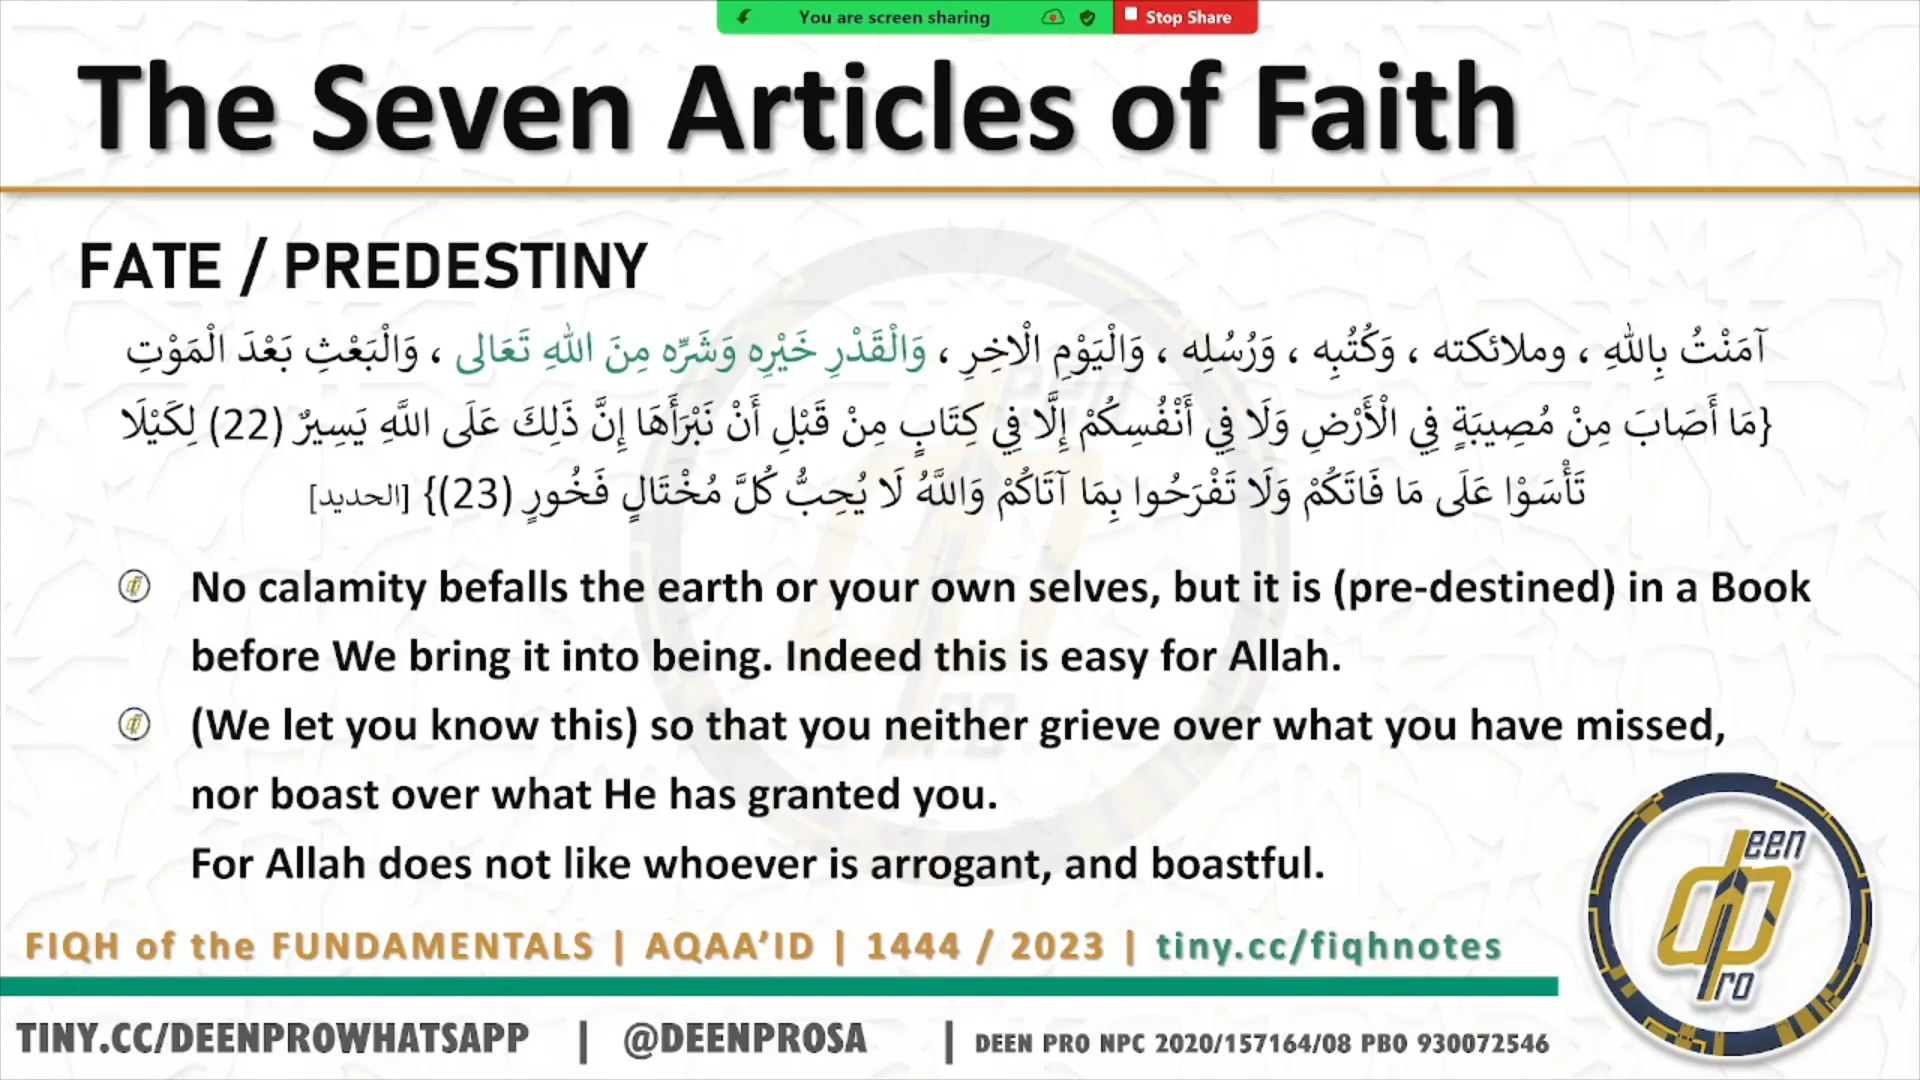 You are screen sharing
Stop Share
The Seven Articles of Faith
FATE / PREDESTINY
آمَنْتُ بِاللهِ ، وملائكته ، وَكُتُبِه ، وَرُسُلِه ، وَالْيَوْمِ الْاخِرِ ، وَالْقَدْرِ خَيْرِه وَشَرِّه مِنَ اللهِ تَعَالى ، وَالْبَعْثِ بَعْدَ الْمَوْتِ
{مَا أَصَابَ مِنْ مُصِيبَةٍ فِي الْأَرْضِ وَلَا فِي أَنْفُسِكُمْ إِلَّا فِي كِتَابٍ مِنْ قَبْلِ أَنْ نَبْرَأَهَا إِنَّ ذَلِكَ عَلَى اللَّهِ يَسِيرٌ (22) لِكَيْلَا
تَأْسَوْا عَلَى مَا فَاتَكُمْ وَلَا تَفْرَحُوا بِمَا آتَاكُمْ وَاللَّهُ لَا يُحِبُّ كُلَّ مُخْتَالٍ فَخُورٍ (23)} [الحديد]
No calamity befalls the earth or your own selves, but it is (pre-destined) in a Book
before We bring it into being. Indeed this is easy for Allah.
(We let you know this) so that you neither grieve over what you have missed,
nor boast over what He has granted you.
For Allah does not like whoever is arrogant, and boastful.
FIQH of the FUNDAMENTALS | AQAA’ID | 1444 / 2023 | tiny.cc/fiqhnotes
TINY.CC/DEENPROWHATSAPP | @DEENPROSA | DEEN PRO NPC 2020/157164/08 PBO 930072546
deen
Pro